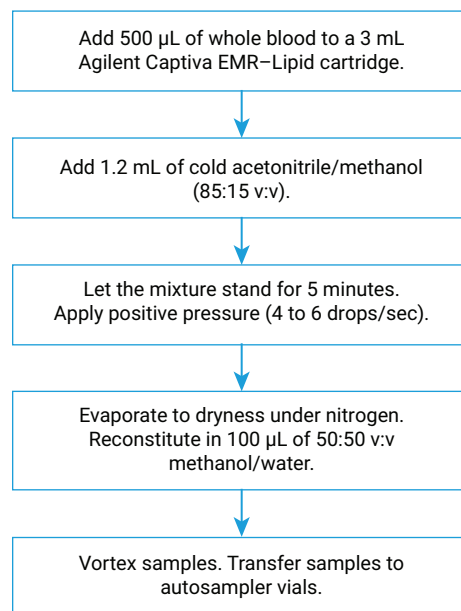 Add 500 µL of whole blood to a 3 mL
Agilent Captiva EMR–Lipid cartridge.
Add 1.2 mL of cold acetonitrile/methanol
(85:15 v:v).
Let the mixture stand for 5 minutes.
Apply positive pressure (4 to 6 drops/sec).
Evaporate to dryness under nitrogen.
Reconstitute in 100 µL of 50:50 v:v
methanol/water.
Vortex samples. Transfer samples to
autosampler vials.